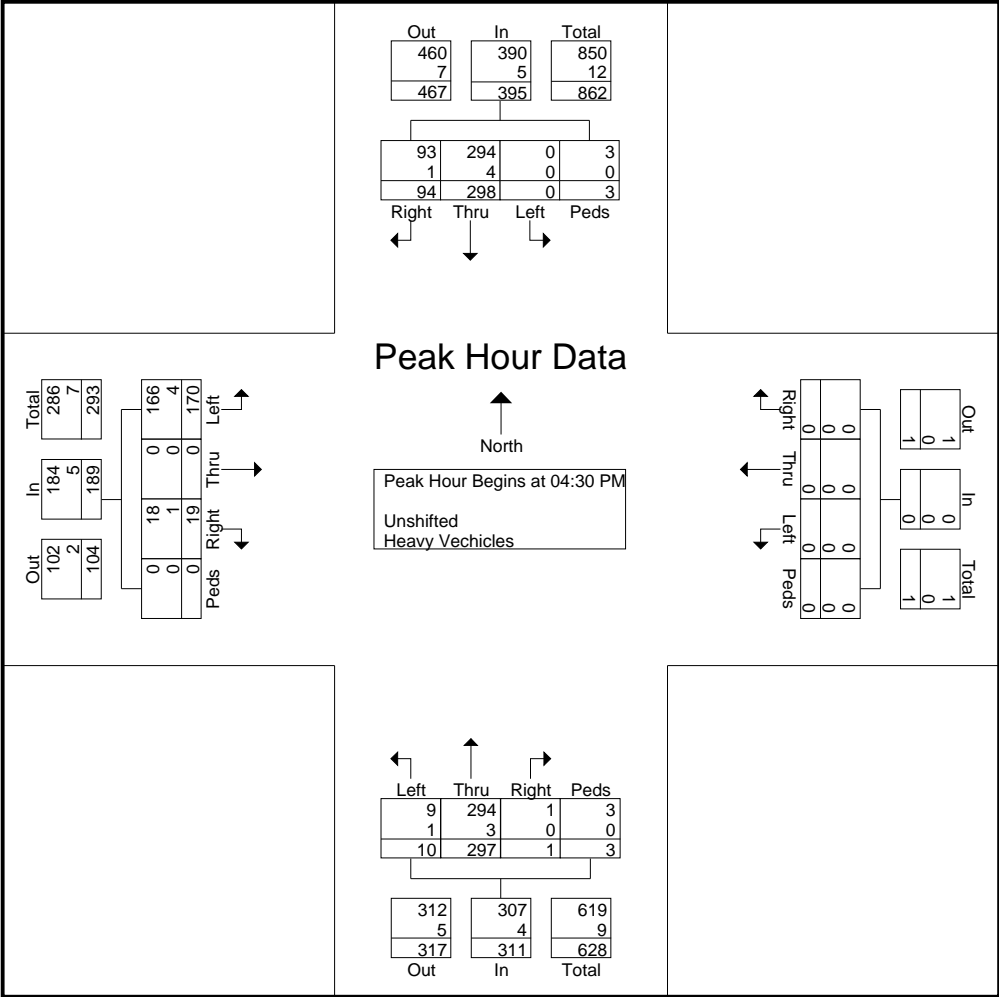 Out In Total
460 390 850
7 5 12
467 395 862
93 294 0 3
1 4 0 0
94 298 0 3
Right Thru Left Peds
Peak Hour Data
North
Peak Hour Begins at 04:30 PM
Unshifted
Heavy Vechicles
Total
286
7
293
In
184
5
189
Out
102
2
104
166
4
170
Left
0
0
0
Thru
18
1
19
Right
0
0
0
Peds
Right
0
0
0
Thru
0
0
0
Left
0
0
0
Peds
0
0
0
Out
1
0
1
In
0
0
0
Total
1
0
1
Left Thru Right Peds
9 294 1 3
1 3 0 0
10 297 1 3
312 307 619
5 4 9
317 311 628
Out In Total